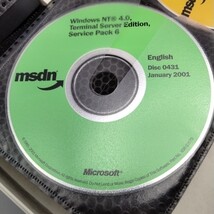 Windows NT® 4.0,
Terminal Server Edition,
Service Pack 6
msdn
English
Disc 0431
January 2001
Microsoft®